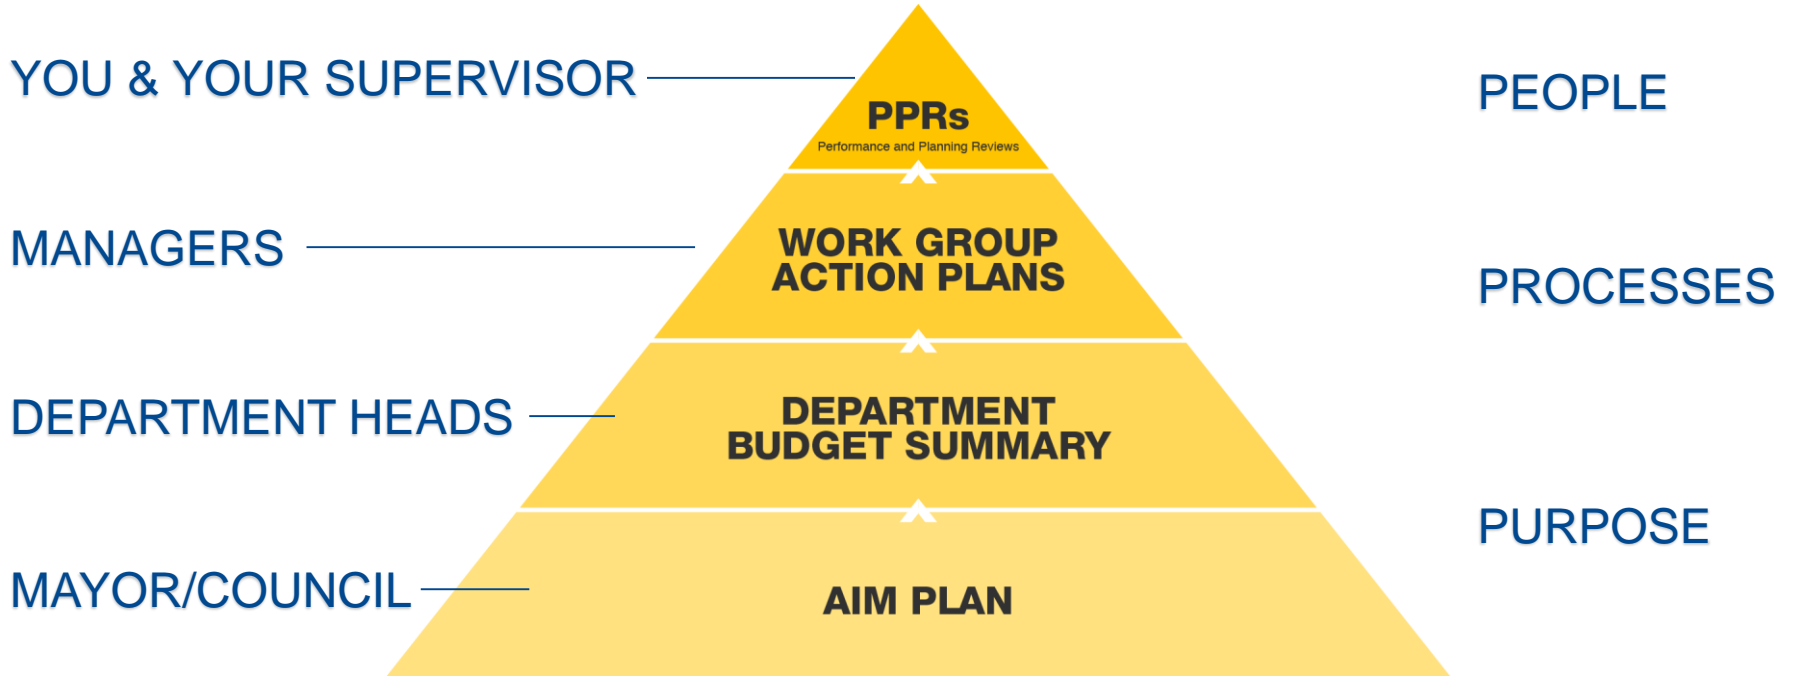 YOU & YOUR SUPERVISOR
PPRs
Performance and Planning Reviews
PEOPLE
MANAGERS
WORK GROUP
ACTION PLANS
PROCESSES
DEPARTMENT HEADS
DEPARTMENT
BUDGET SUMMARY
PURPOSE
MAYOR/COUNCIL
AIM PLAN